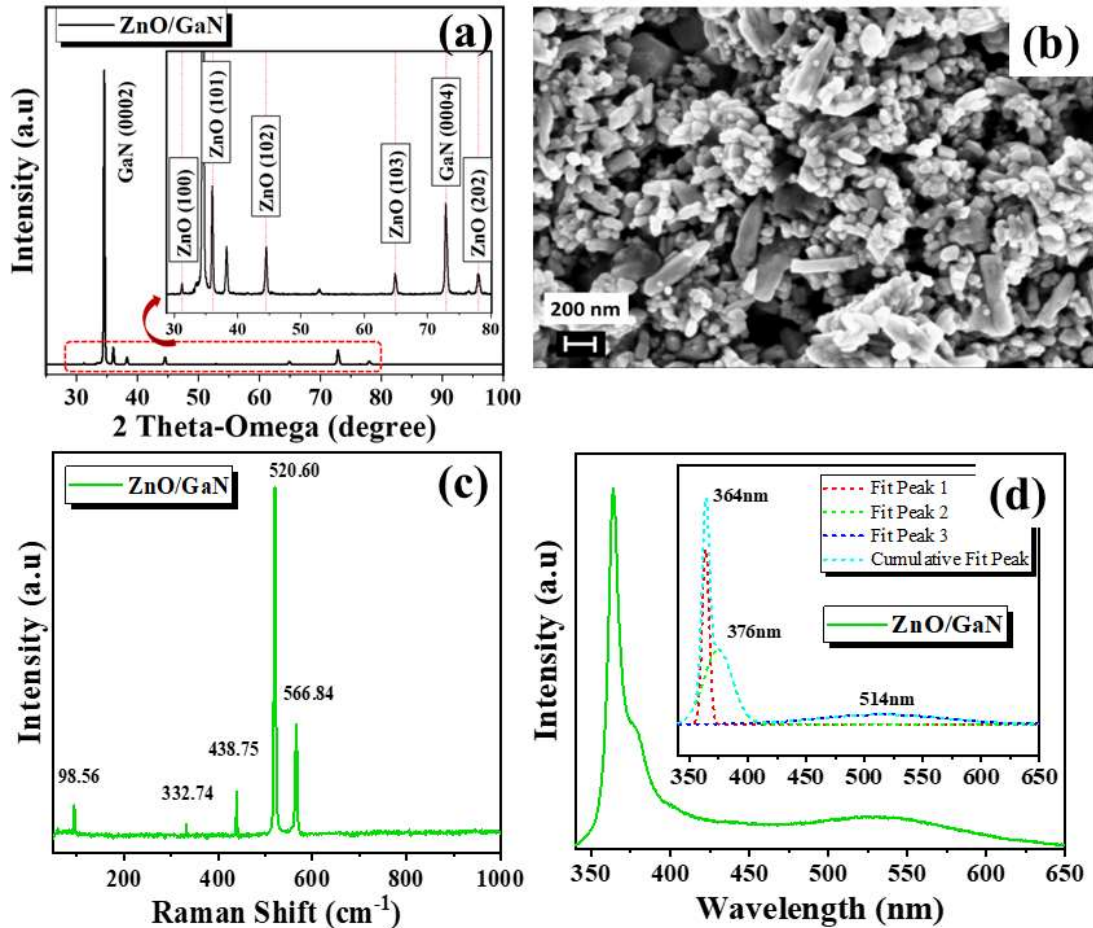 ZnO/GaN
(a)
Intensity (a.u)
GaN (0002)
ZnO (100)
ZnO (101)
ZnO (102)
ZnO (103)
GaN (0004)
ZnO (202)
30 40 50 60 70 80
30 40 50 60 70 80 90 100
2 Theta-Omega (degree)
(b)
200 nm
ZnO/GaN
(c)
Intensity (a.u)
98.56
332.74
438.75
520.60
566.84
200 400 600 800 1000
Raman Shift (cm⁻¹)
(d)
Intensity (a.u)
364nm
376nm
514nm
Fit Peak 1
Fit Peak 2
Fit Peak 3
Cumulative Fit Peak
ZnO/GaN
350 400 450 500 550 600 650
350 400 450 500 550 600 650
Wavelength (nm)